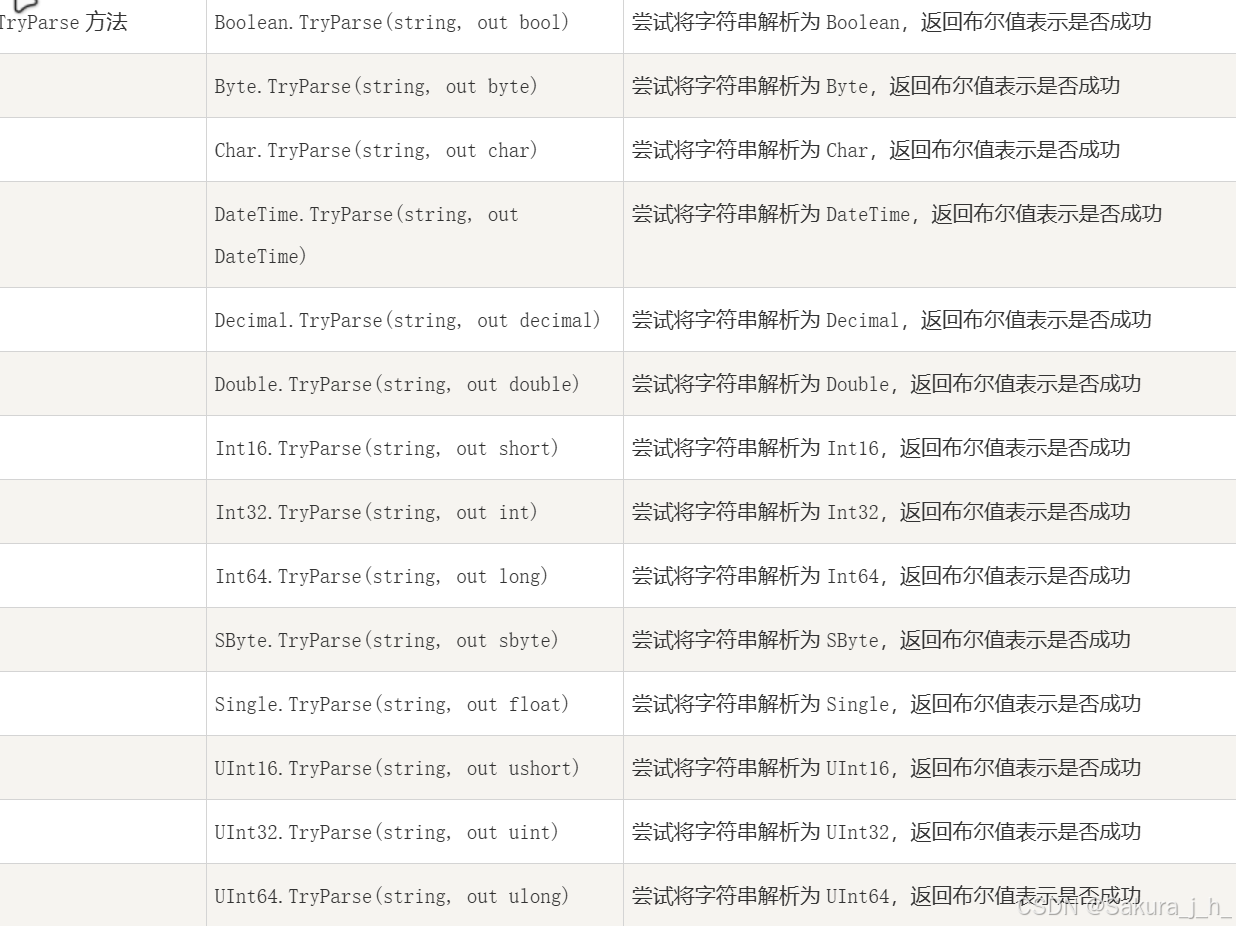 TryParse 方法
Boolean.TryParse(string, out bool)
尝试将字符串解析为 Boolean，返回布尔值表示是否成功
Byte.TryParse(string, out byte)
尝试将字符串解析为 Byte，返回布尔值表示是否成功
Char.TryParse(string, out char)
尝试将字符串解析为 Char，返回布尔值表示是否成功
DateTime.TryParse(string, out
DateTime)
尝试将字符串解析为 DateTime，返回布尔值表示是否成功
Decimal.TryParse(string, out decimal)
尝试将字符串解析为 Decimal，返回布尔值表示是否成功
Double.TryParse(string, out double)
尝试将字符串解析为 Double，返回布尔值表示是否成功
Int16.TryParse(string, out short)
尝试将字符串解析为 Int16，返回布尔值表示是否成功
Int32.TryParse(string, out int)
尝试将字符串解析为 Int32，返回布尔值表示是否成功
Int64.TryParse(string, out long)
尝试将字符串解析为 Int64，返回布尔值表示是否成功
SByte.TryParse(string, out sbyte)
尝试将字符串解析为 SByte，返回布尔值表示是否成功
Single.TryParse(string, out float)
尝试将字符串解析为 Single，返回布尔值表示是否成功
UInt16.TryParse(string, out ushort)
尝试将字符串解析为 UInt16，返回布尔值表示是否成功
UInt32.TryParse(string, out uint)
尝试将字符串解析为 UInt32，返回布尔值表示是否成功
UInt64.TryParse(string, out ulong)
尝试将字符串解析为 UInt64，返回布尔值表示是否成功
CSDN @Sakura_j_h_